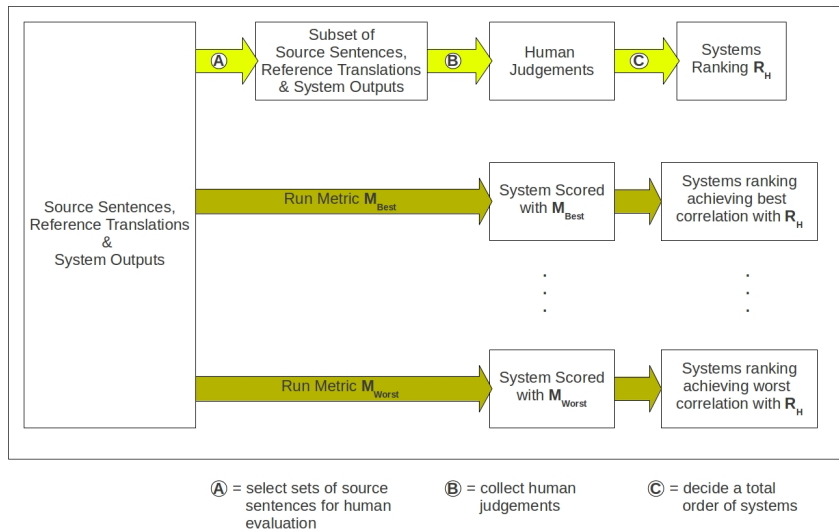 Source Sentences,
Reference Translations
&
System Outputs
A
Subset of
Source Sentences,
Reference Translations
& System Outputs
B
Human
Judgements
C
Systems
Ranking R_H
Run Metric M_Best
System Scored
with M_Best
Systems ranking
achieving best
correlation with R_H
.
.
.
.
.
.
Run Metric M_Worst
System Scored
with M_Worst
Systems ranking
achieving worst
correlation with R_H
A = select sets of source
sentences for human
evaluation
B = collect human
judgements
C = decide a total
order of systems